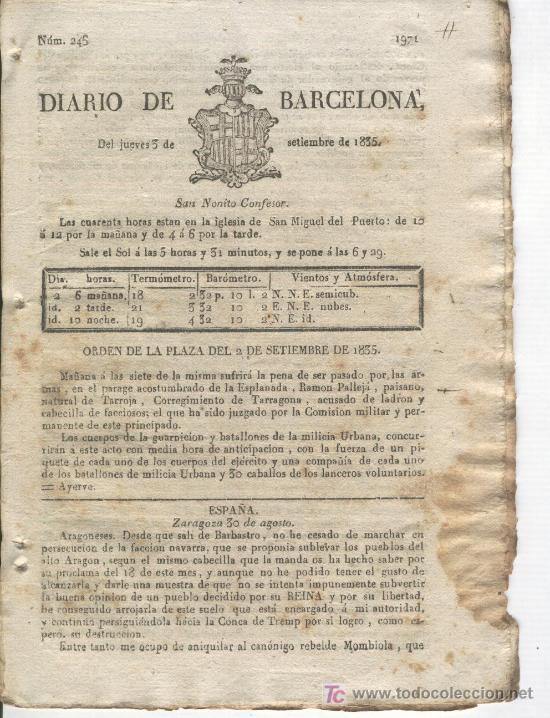 Núm. 245 1971 H
DIARIO DE BARCELONA,
Del jueves 3 de setiembre de 1835.
San Nonito Confesor.
Las cuarenta horas estan en la iglesia de San Miguel del Puerto: de 10
á 12 por la mañana y de 4 á 6 por la tarde.
Sale el Sol á las 5 horas y 31 minutos, y se pone á las 6 y 29.
Dia. horas. Termómetro. Barómetro. Vientos y Atmósfera.
2 6 mañana. 18 2 32 p. 10 l. 2 N. N. E. semicub.
id. 2 tarde. 21 3 32 10 2 E. N. E. nubes.
id. 10 noche. 19 4 32 10 2 N. E. id.
ORDEN DE LA PLAZA DEL 2 DE SETIEMBRE DE 1835.
Mañana á las siete de la misma sufrirá la pena de ser pasado por las ar-
mas, en el parage acostumbrado de la Esplanada, Ramon Pallejá, paisano,
natural de Tarroja, Corregimiento de Tarragona, acusado de ladron y
cabecilla de facciosos; el que ha sido juzgado por la Comision militar y per-
manente de este principado.
Los cuerpos de la guarnicion y batallones de la milicia Urbana, concur-
rirán a este acto con media hora de anticipacion, con la fuerza de un pi-
quete de cada uno de los cuerpos del ejército y una compañía de cada uno
de los batallones de milicia Urbana y 30 caballos de los lanceros voluntarios.
= Ayerve.
ESPAÑA.
Zaragoza 30 de agosto.
Aragoneses. Desde que salí de Barbastro, no he cesado de marchar en
persecucion de la faccion navarra, que se proponia sublevar los pueblos del
alto Aragon, segun el mismo cabecilla que la manda os ha hecho saber por
su proclama del 18 de este mes, y aunque no he podido tener el gusto de
alcanzarla y darle una muestra de que no se intenta impunemente subvertir
la buena opinion de un pueblo decidido por su REINA y por su libertad,
he conseguido arrojarla de este suelo que está encargado á mi autoridad,
y continúo persiguiéndola hácia la Conca de Tremp por si logro, como es-
pero, su destruccion.
Entre tanto me ocupo de aniquilar al canónigo rebelde Mombiola, que
TC todocoleccion.net
www.todocoleccion.net